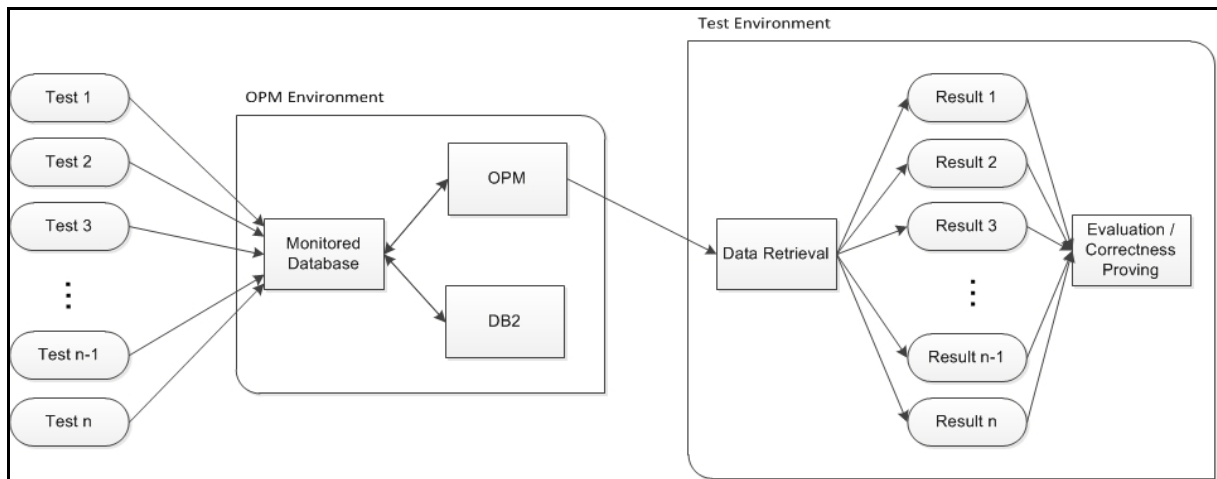 Test Environment
OPM Environment
Test 1
Test 2
Test 3
⋮
Test n-1
Test n
Monitored
Database
OPM
DB2
Data Retrieval
Result 1
Result 2
Result 3
⋮
Result n-1
Result n
Evaluation /
Correctness
Proving